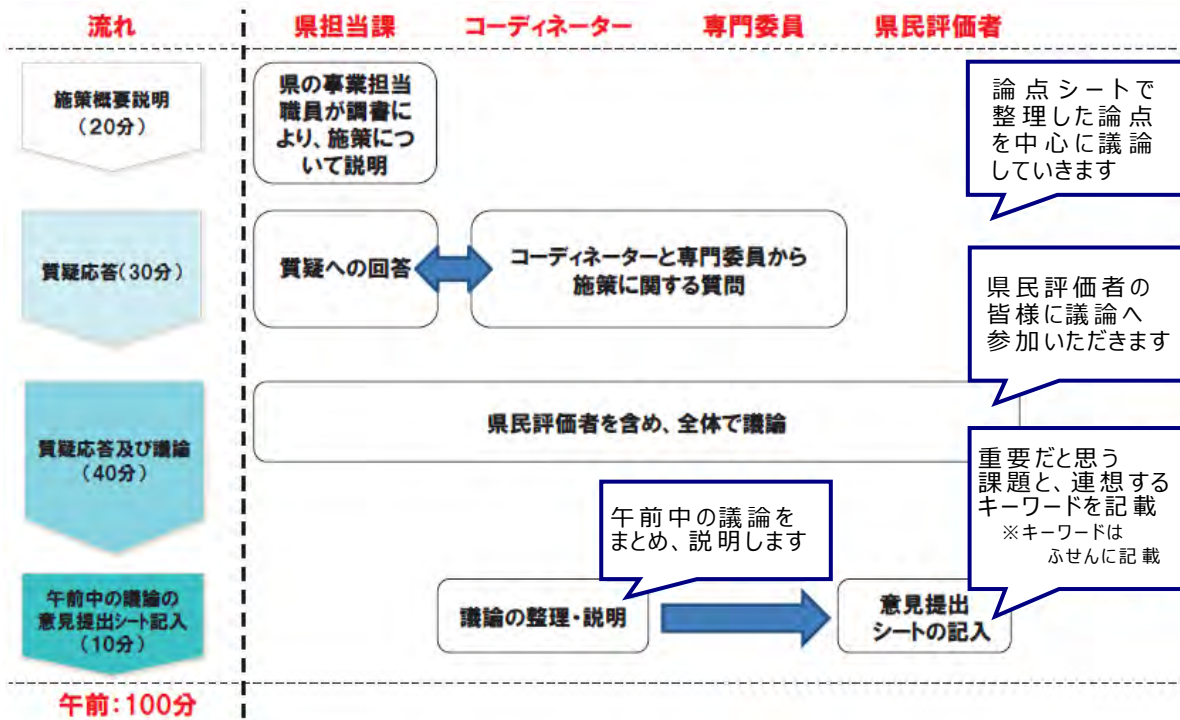 流れ
県担当課
コーディネーター
専門委員
県民評価者
施策概要説明
(20分)
県の事業担当
職員が調書に
より、施策につ
いて説明
論点シートで
整理した論点
を中心に議論
していきます
質疑応答(30分)
質疑への回答
コーディネーターと専門委員から
施策に関する質問
県民評価者の
皆様に議論へ
参加いただきます
質疑応答及び議論
(40分)
県民評価者を含め、全体で議論
重要だと思う
課題と、連想する
キーワードを記載
※キーワードは
ふせんに記載
午前中の議論を
まとめ、説明します
午前中の議論の
意見提出シート記入
(10分)
議論の整理・説明
意見提出
シートの記入
午前:100分